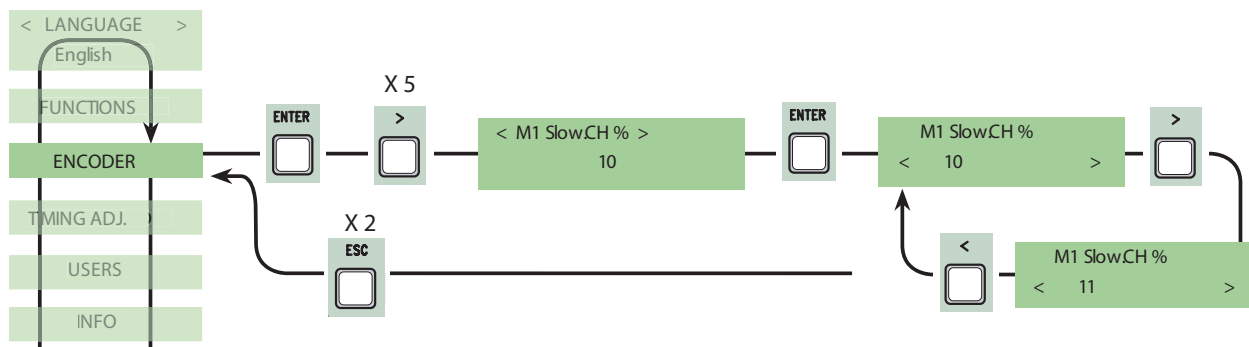 < LANGUAGE >
English
FUNCTIONS
ENCODER
TIMING ADJ.
USERS
INFO
ENTER
X 5
>
< M1 Slow.CH % >
10
ENTER
M1 Slow.CH %
< 10 >
>
X 2
ESC
<
M1 Slow.CH %
< 11 >